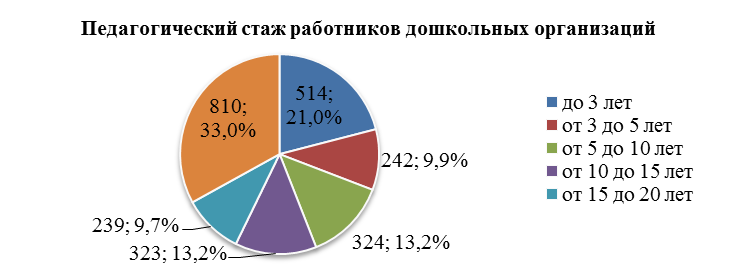 Педагогический стаж работников дошкольных организаций
810;
33,0%
514;
21,0%
242; 9,9%
324; 13,2%
323; 13,2%
239; 9,7%
до 3 лет
от 3 до 5 лет
от 5 до 10 лет
от 10 до 15 лет
от 15 до 20 лет